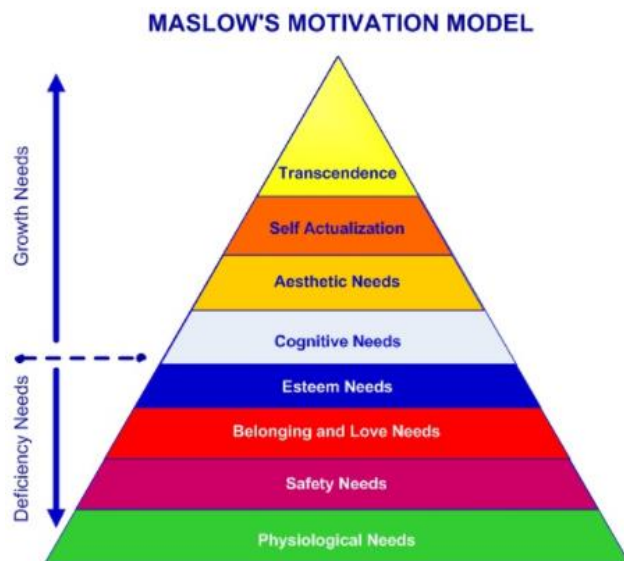 MASLOW'S MOTIVATION MODEL
Growth Needs
Deficiency Needs
Transcendence
Self Actualization
Aesthetic Needs
Cognitive Needs
Esteem Needs
Belonging and Love Needs
Safety Needs
Physiological Needs